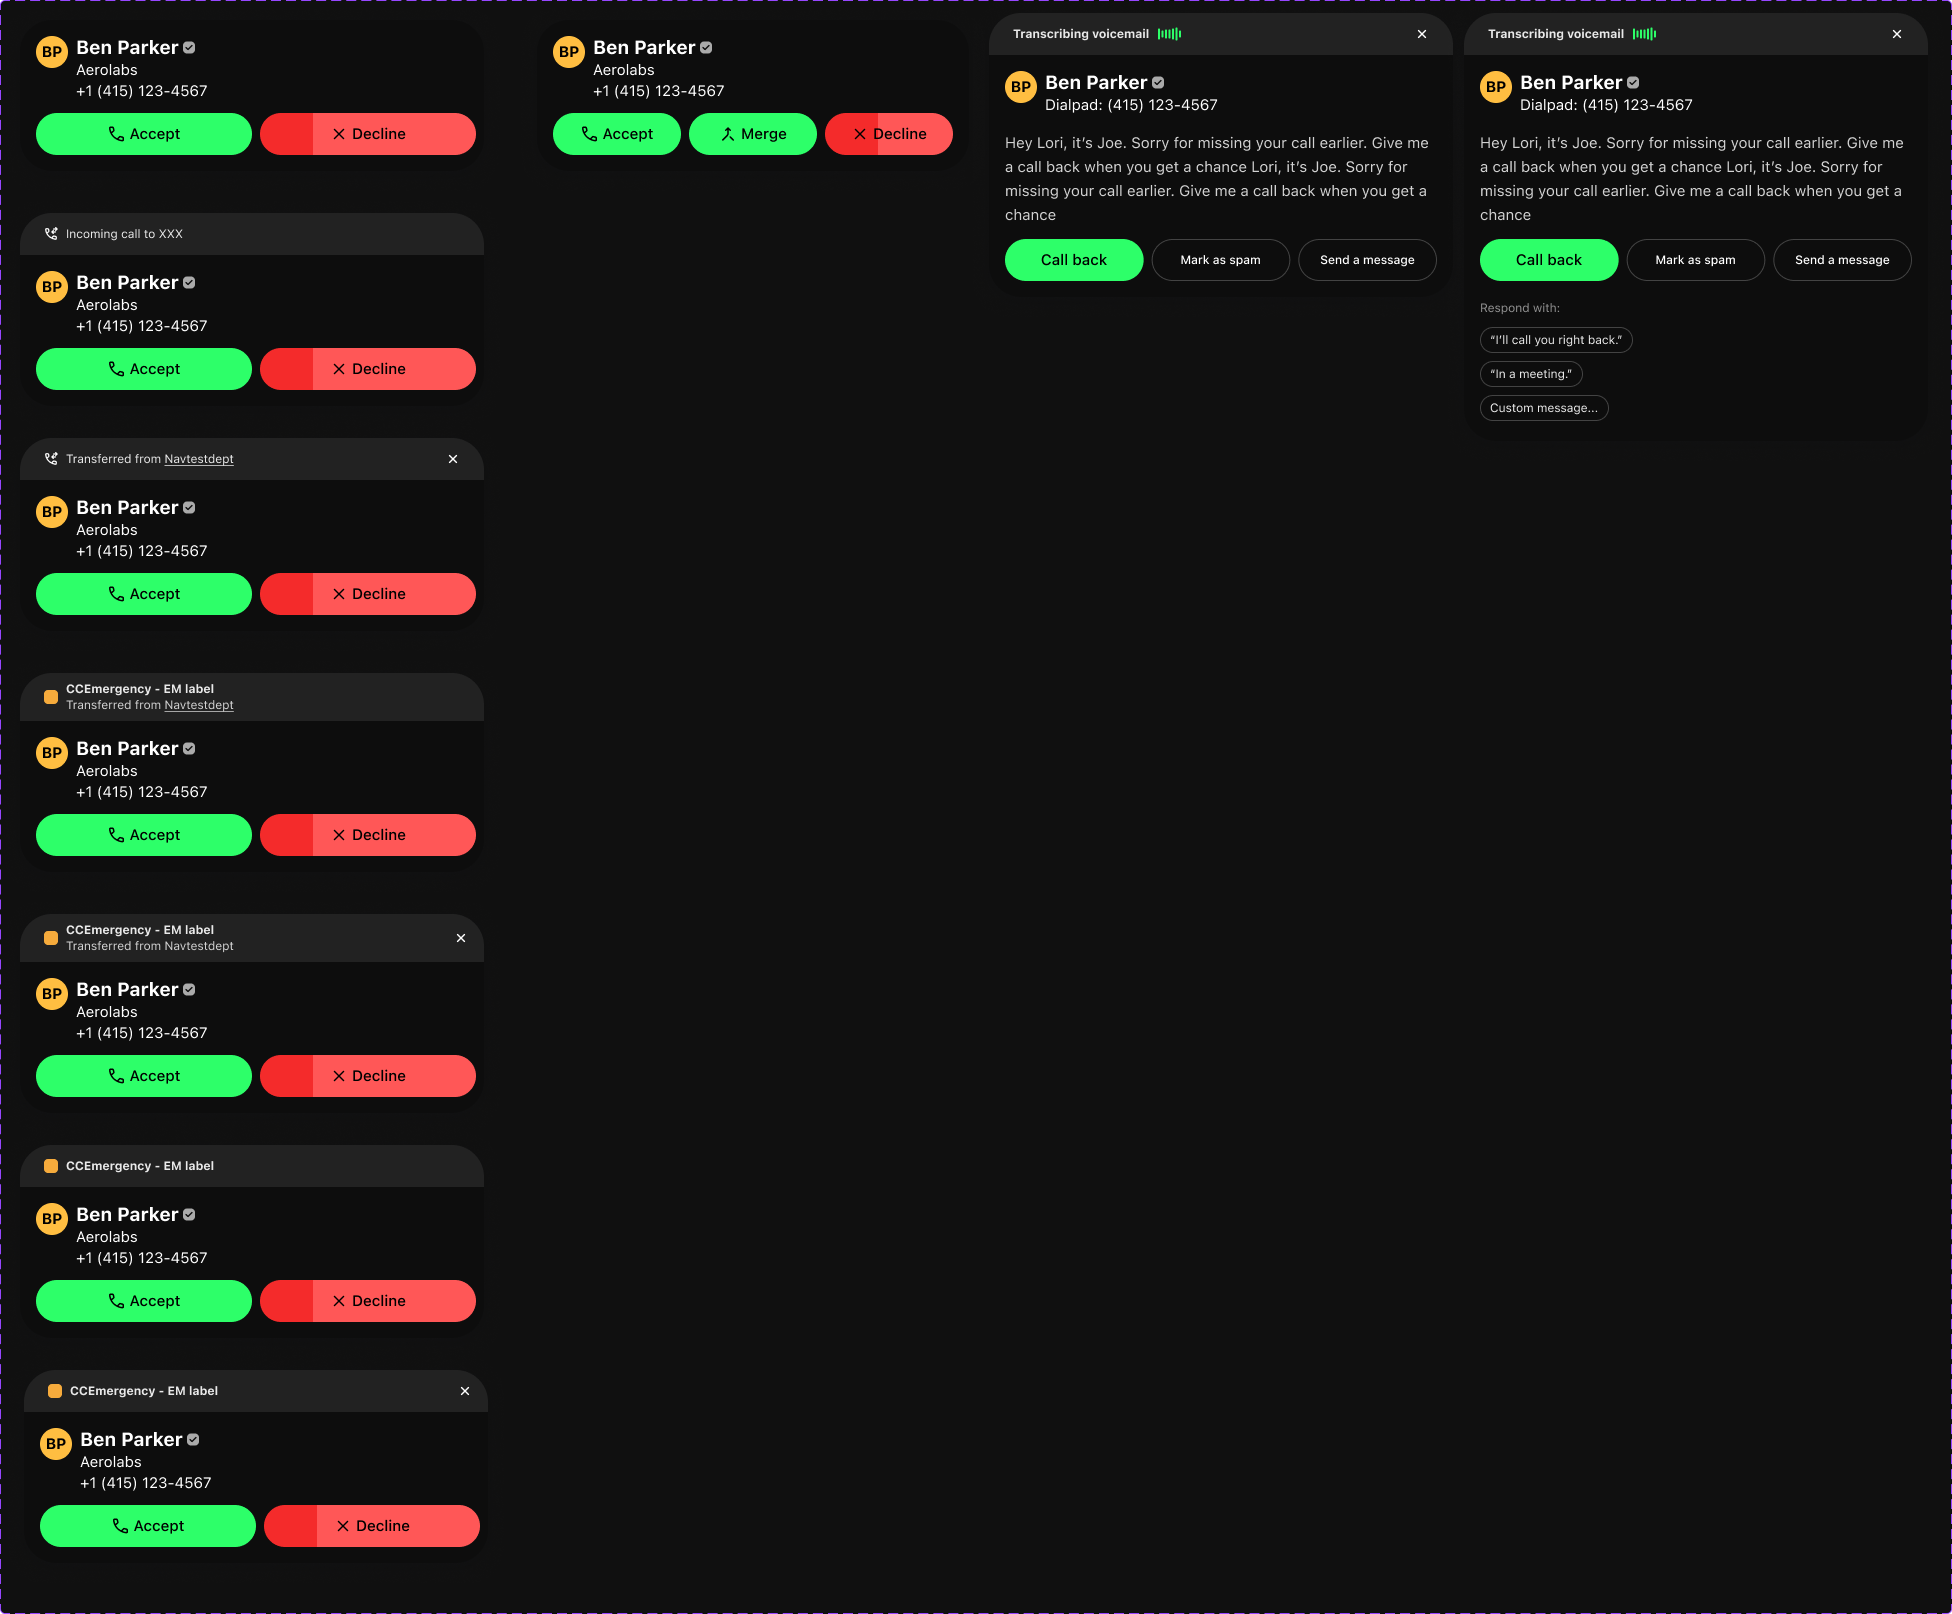 BP
Ben Parker
Aerolabs
+1 (415) 123-4567
Accept
Decline
Incoming call to XXX
BP
Ben Parker
Aerolabs
+1 (415) 123-4567
Accept
Decline
Transferred from Navtestdept
BP
Ben Parker
Aerolabs
+1 (415) 123-4567
Accept
Decline
CCEmergency - EM label
Transferred from Navtestdept
BP
Ben Parker
Aerolabs
+1 (415) 123-4567
Accept
Decline
CCEmergency - EM label
Transferred from Navtestdept
BP
Ben Parker
Aerolabs
+1 (415) 123-4567
Accept
Decline
CCEmergency - EM label
BP
Ben Parker
Aerolabs
+1 (415) 123-4567
Accept
Decline
CCEmergency - EM label
BP
Ben Parker
Aerolabs
+1 (415) 123-4567
Accept
Decline
BP
Ben Parker
Aerolabs
+1 (415) 123-4567
Accept
Merge
Decline
Transcribing voicemail
BP
Ben Parker
Dialpad: (415) 123-4567
Hey Lori, it’s Joe. Sorry for missing your call earlier. Give me
a call back when you get a chance Lori, it’s Joe. Sorry for
missing your call earlier. Give me a call back when you get a
chance
Call back
Mark as spam
Send a message
Transcribing voicemail
BP
Ben Parker
Dialpad: (415) 123-4567
Hey Lori, it’s Joe. Sorry for missing your call earlier. Give me
a call back when you get a chance Lori, it’s Joe. Sorry for
missing your call earlier. Give me a call back when you get a
chance
Call back
Mark as spam
Send a message
Respond with:
“I’ll call you right back.”
“In a meeting.”
Custom message...